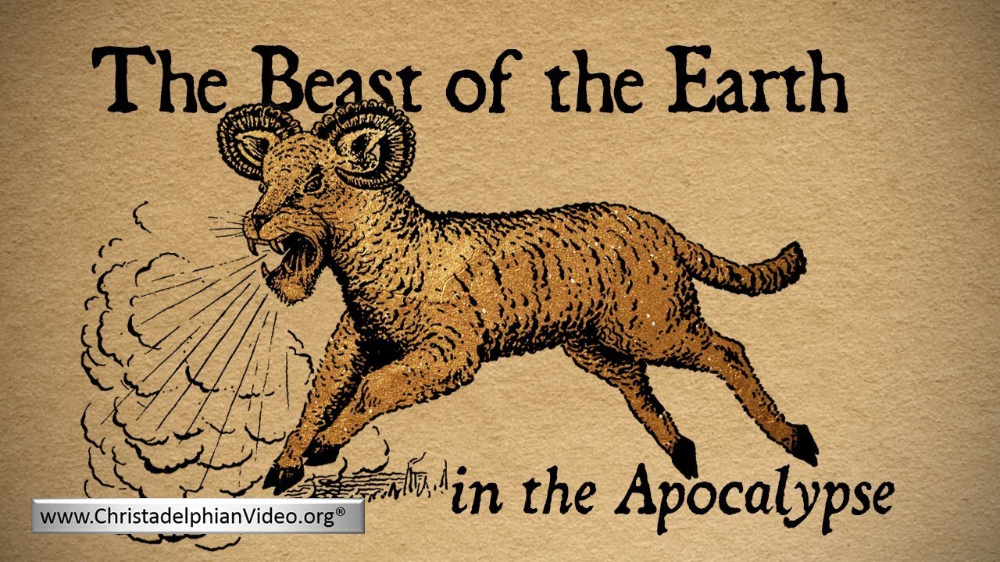 The Beast of the Earth
in the Apocalypse
www.ChristadelphianVideo.org®